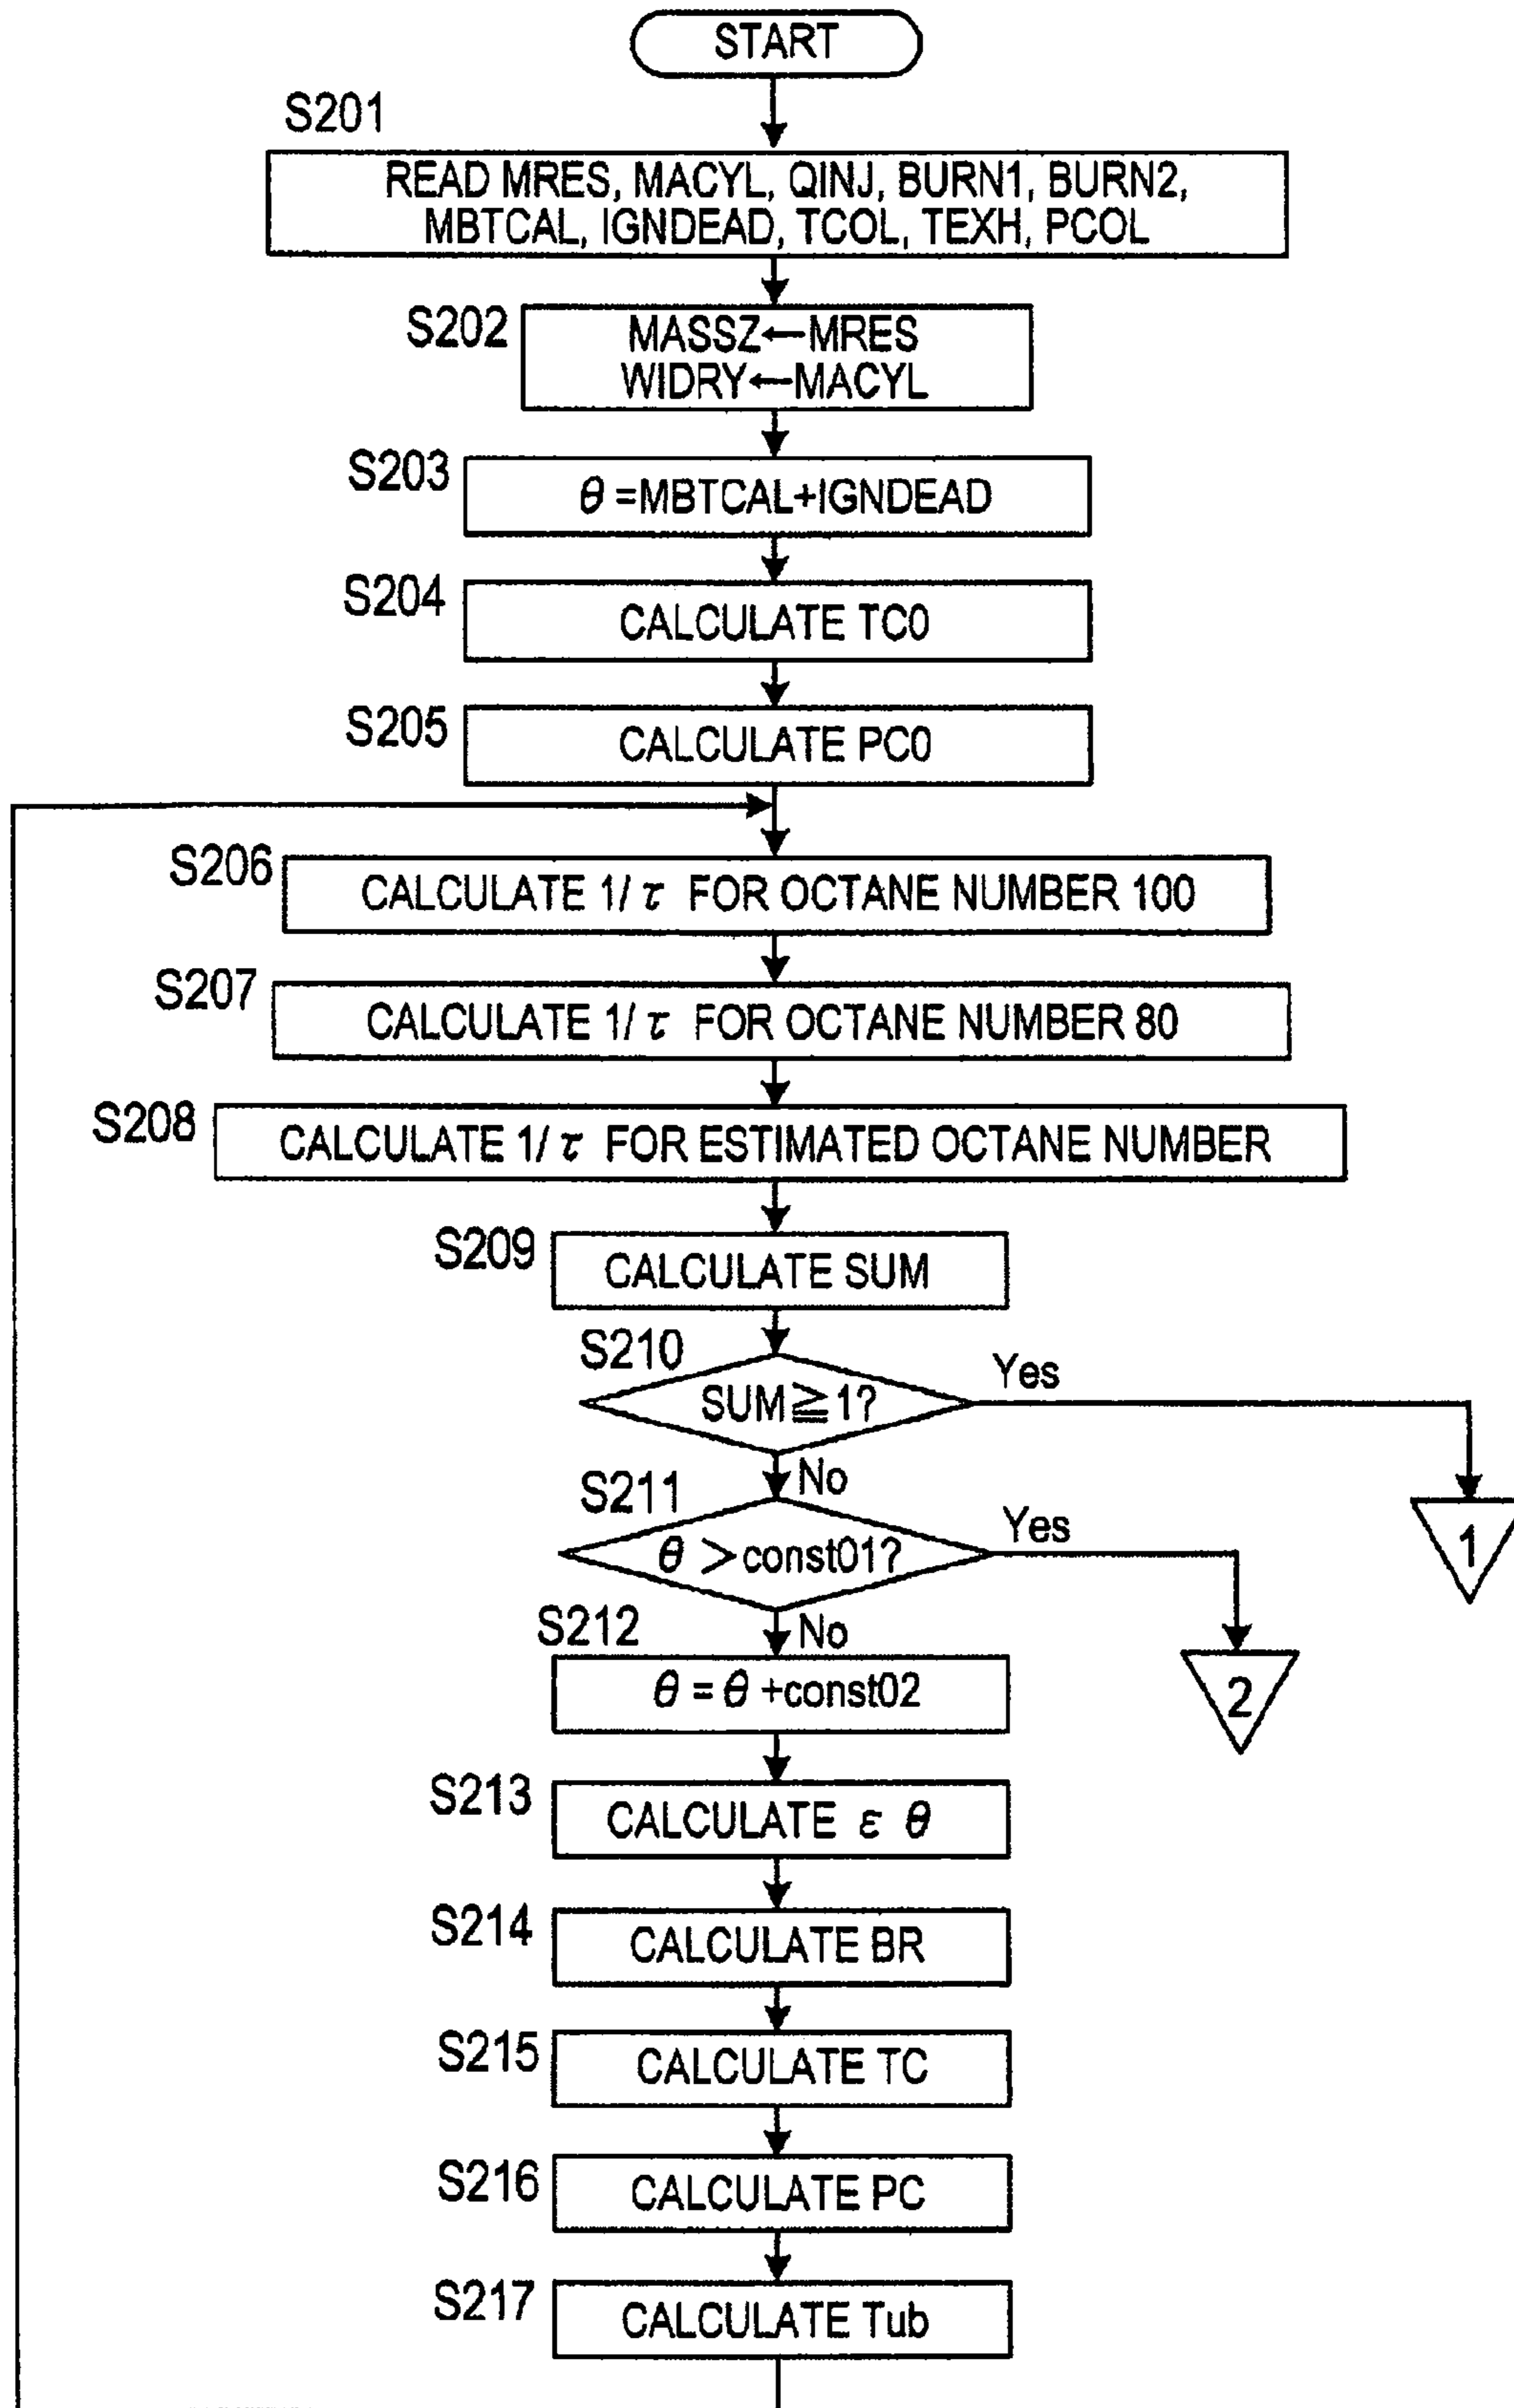 START
S201
READ MRES, MACYL, QINJ, BURN1, BURN2,
MBTCAL, IGNDEAD, TCOL, TEXH, PCOL
S202
MASSZ←MRES
WIDRY←MACYL
S203
θ=MBTCAL+IGNDEAD
S204
CALCULATE TC0
S205
CALCULATE PC0
S206
CALCULATE 1/τ FOR OCTANE NUMBER 100
S207
CALCULATE 1/τ FOR OCTANE NUMBER 80
S208
CALCULATE 1/τ FOR ESTIMATED OCTANE NUMBER
S209
CALCULATE SUM
S210
SUM≧1?
Yes
1
No
S211
θ >const01?
Yes
2
No
S212
θ=θ+const02
S213
CALCULATE ε θ
S214
CALCULATE BR
S215
CALCULATE TC
S216
CALCULATE PC
S217
CALCULATE Tub